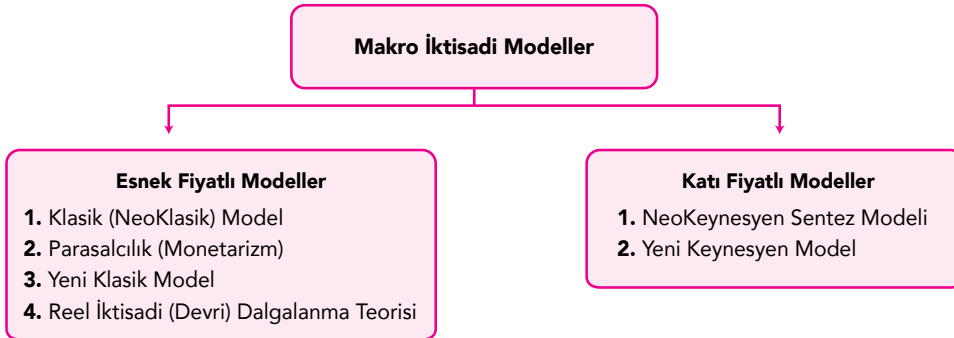 Makro İktisadi Modeller
Esnek Fiyatlı Modeller
1. Klasik (NeoKlasik) Model
2. Parasalcılık (Monetarizm)
3. Yeni Klasik Model
4. Reel İktisadi (Devri) Dalgalanma Teorisi
Katı Fiyatlı Modeller
1. NeoKeynesyen Sentez Modeli
2. Yeni Keynesyen Model